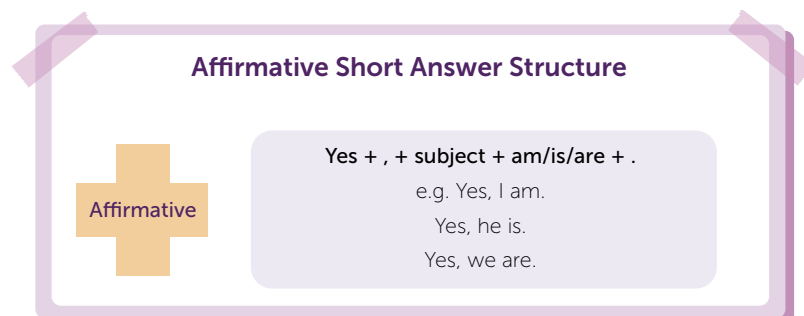 Affirmative Short Answer Structure
Affirmative
Yes + , + subject + am/is/are + .
e.g. Yes, I am.
Yes, he is.
Yes, we are.